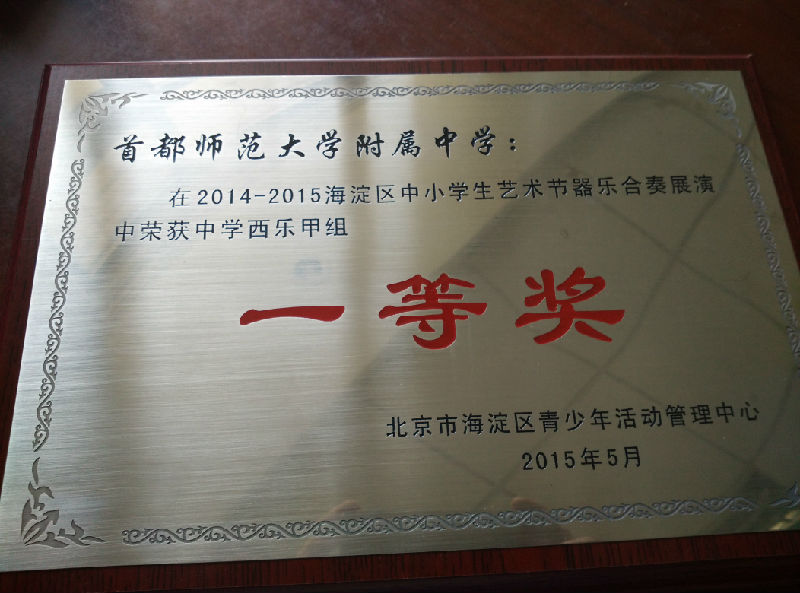 首都师范大学附属中学：
在2014-2015海淀区中小学生艺术节器乐合奏展演
中荣获中学西乐甲组
一等奖
北京市海淀区青少年活动管理中心
2015年5月